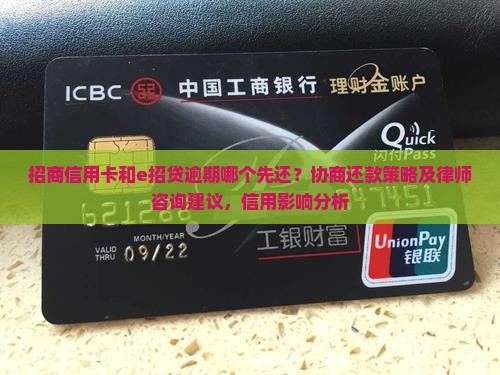 ICBC 中国工商银行 理财金账户
Quick
闪付Pass
招商信用卡和e招贷逾期哪个先还？协商还款策略及律师
咨询建议，信用影响分析
MONTH/YEAR
VALID
THRU 09/22
工银财富
UnionPay
银联